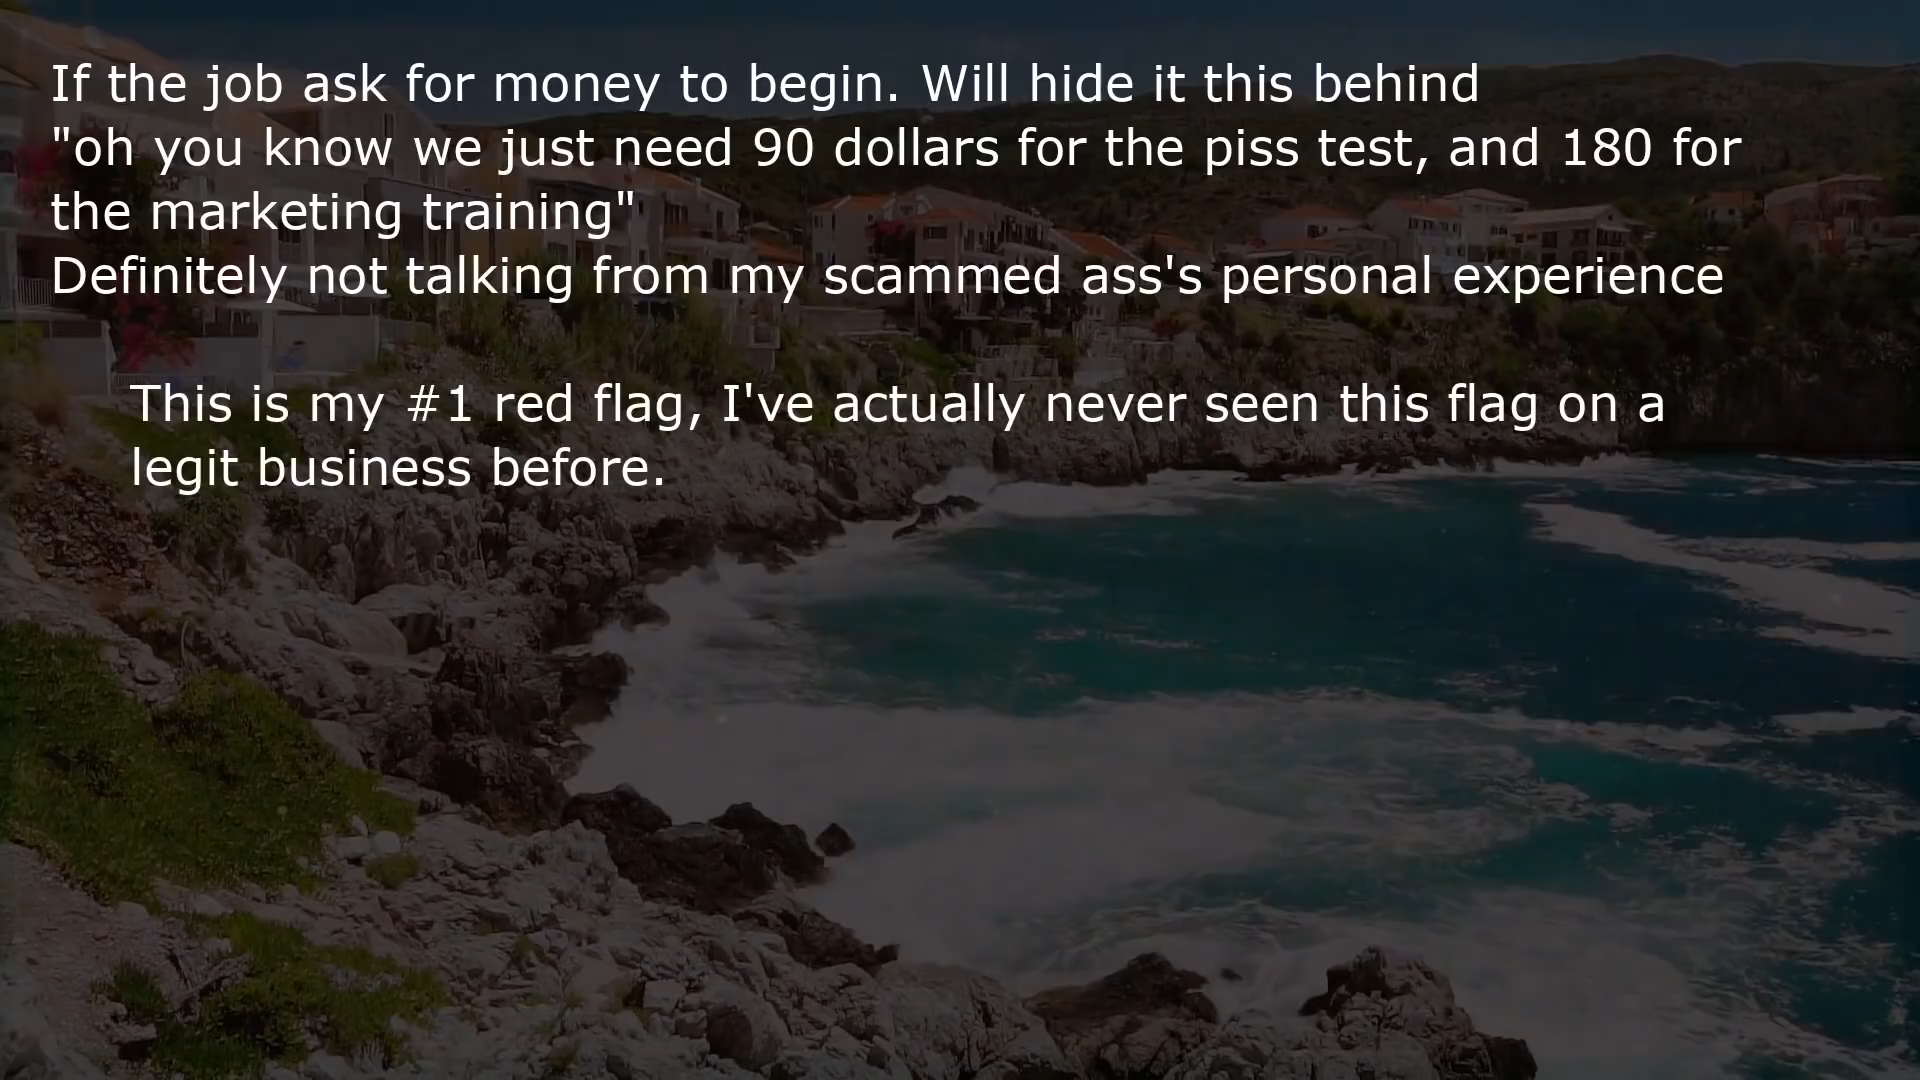 If the job ask for money to begin. Will hide it this behind
"oh you know we just need 90 dollars for the piss test, and 180 for
the marketing training"
Definitely not talking from my scammed ass's personal experience
This is my #1 red flag, I've actually never seen this flag on a
legit business before.